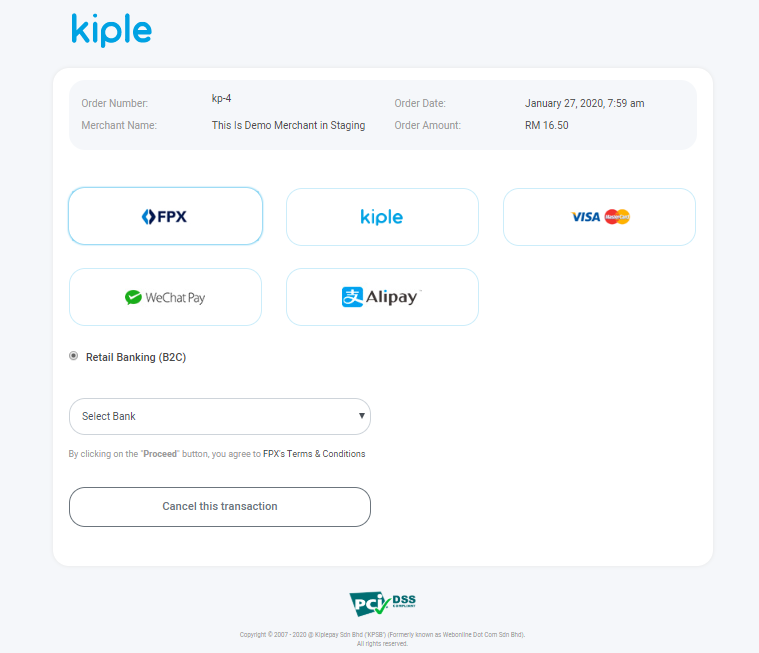 kiple
Order Number: kp-4 Order Date: January 27, 2020, 7:59 am
Merchant Name: This Is Demo Merchant in Staging Order Amount: RM 16.50
FPX kiple VISA MasterCard
WeChat Pay 支 Alipay
Retail Banking (B2C)
Select Bank
By clicking on the "Proceed" button, you agree to FPX's Terms & Conditions
Cancel this transaction
PCI DSS
COMPLIANT
Copyright © 2007 - 2020 @ Kiplepay Sdn Bhd ('KPSB') (Formerly known as Webonline Dot Com Sdn Bhd).
All rights reserved.